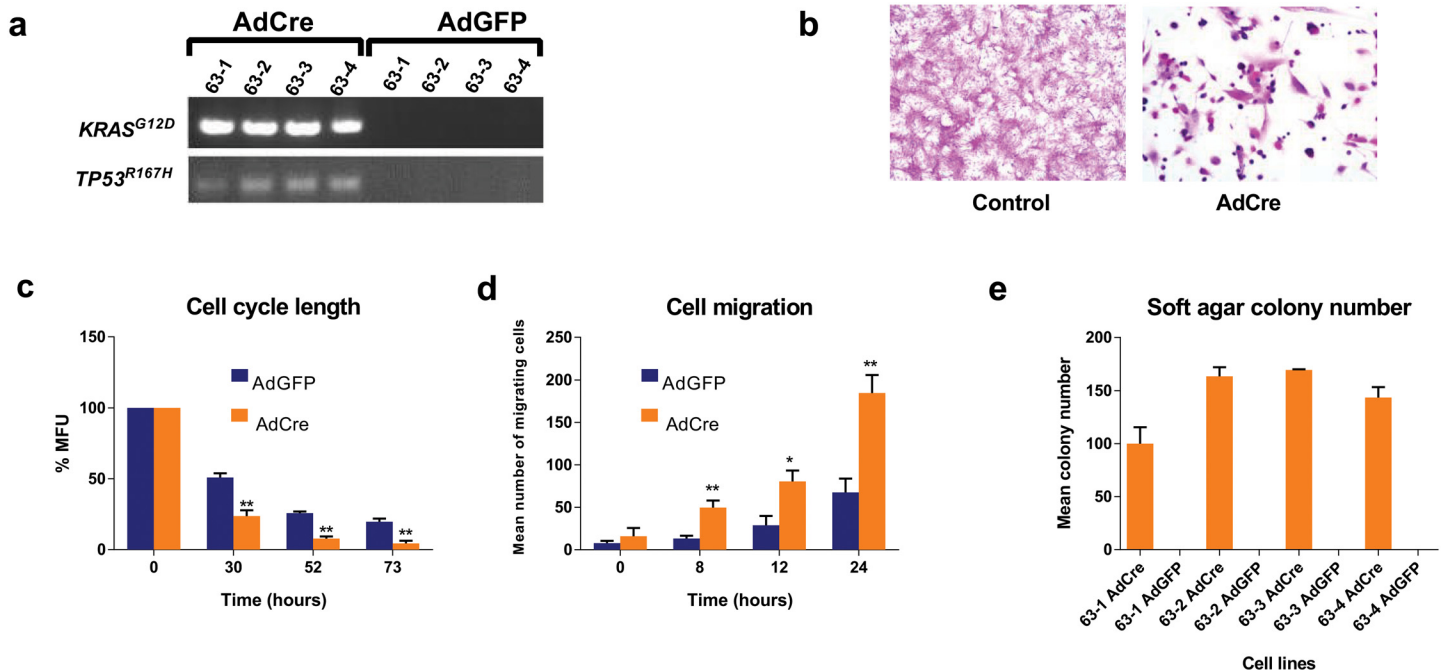 a
AdCre AdGFP
63-1 63-2 63-3 63-4 63-1 63-2 63-3 63-4
KRASG12D
TP53R167H
b
Control AdCre
c
Cell cycle length
% MFU
150
100
50
0
AdGFP
AdCre
** ** **
0 30 52 73
Time (hours)
d
Cell migration
Mean number of migrating cells
250
200
150
100
50
0
AdGFP
AdCre
** * **
0 8 12 24
Time (hours)
e
Soft agar colony number
Mean colony number
200
150
100
50
0
63-1 AdCre
63-1 AdGFP
63-2 AdCre
63-2 AdGFP
63-3 AdCre
63-3 AdGFP
63-4 AdCre
63-4 AdGFP
Cell lines